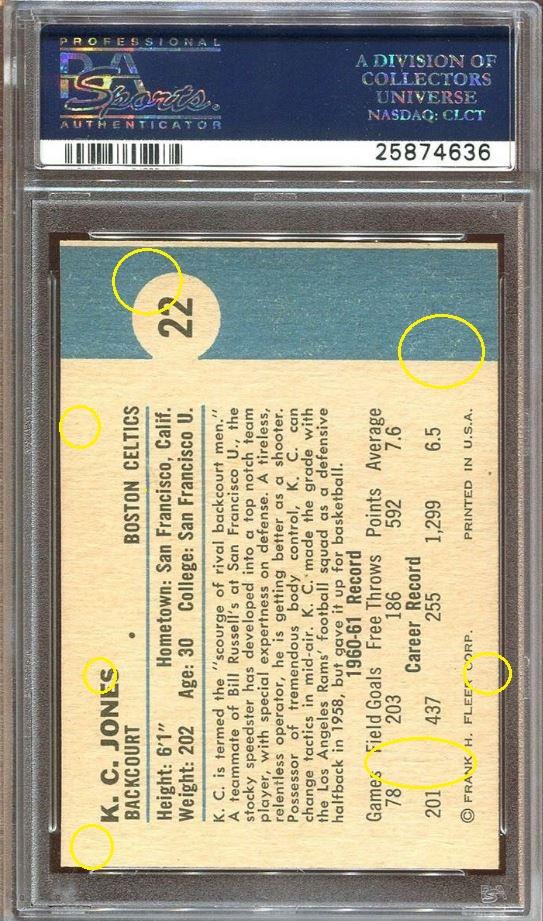 PROFESSIONAL
PSA
Sports.
AUTHENTICATOR
A DIVISION OF
COLLECTORS
UNIVERSE
NASDAQ: CLCT
25874636
22
K. C. JONES
BACKCOURT • BOSTON CELTICS
Height: 6'1" Hometown: San Francisco, Calif.
Weight: 202 Age: 30 College: San Francisco U.
K. C. is termed the "scourge of rival backcourt men."
A teammate of Bill Russell's at San Francisco U., the
stocky speedster has developed into a top notch team
player, with special expertness on defense. A tireless,
relentless operator, he is getting better as a shooter.
Possessor of tremendous body control, K. C. can
change tactics in mid-air. K. C. made the grade with
the Los Angeles Rams' football squad as a defensive
halfback in 1958, but gave it up for basketball.
1960-61 Record
Games Field Goals Free Throws Points Average
78 203 186 592 7.6
Career Record
201 437 255 1,299 6.5
© FRANK H. FLEER CORP. PRINTED IN U.S.A.